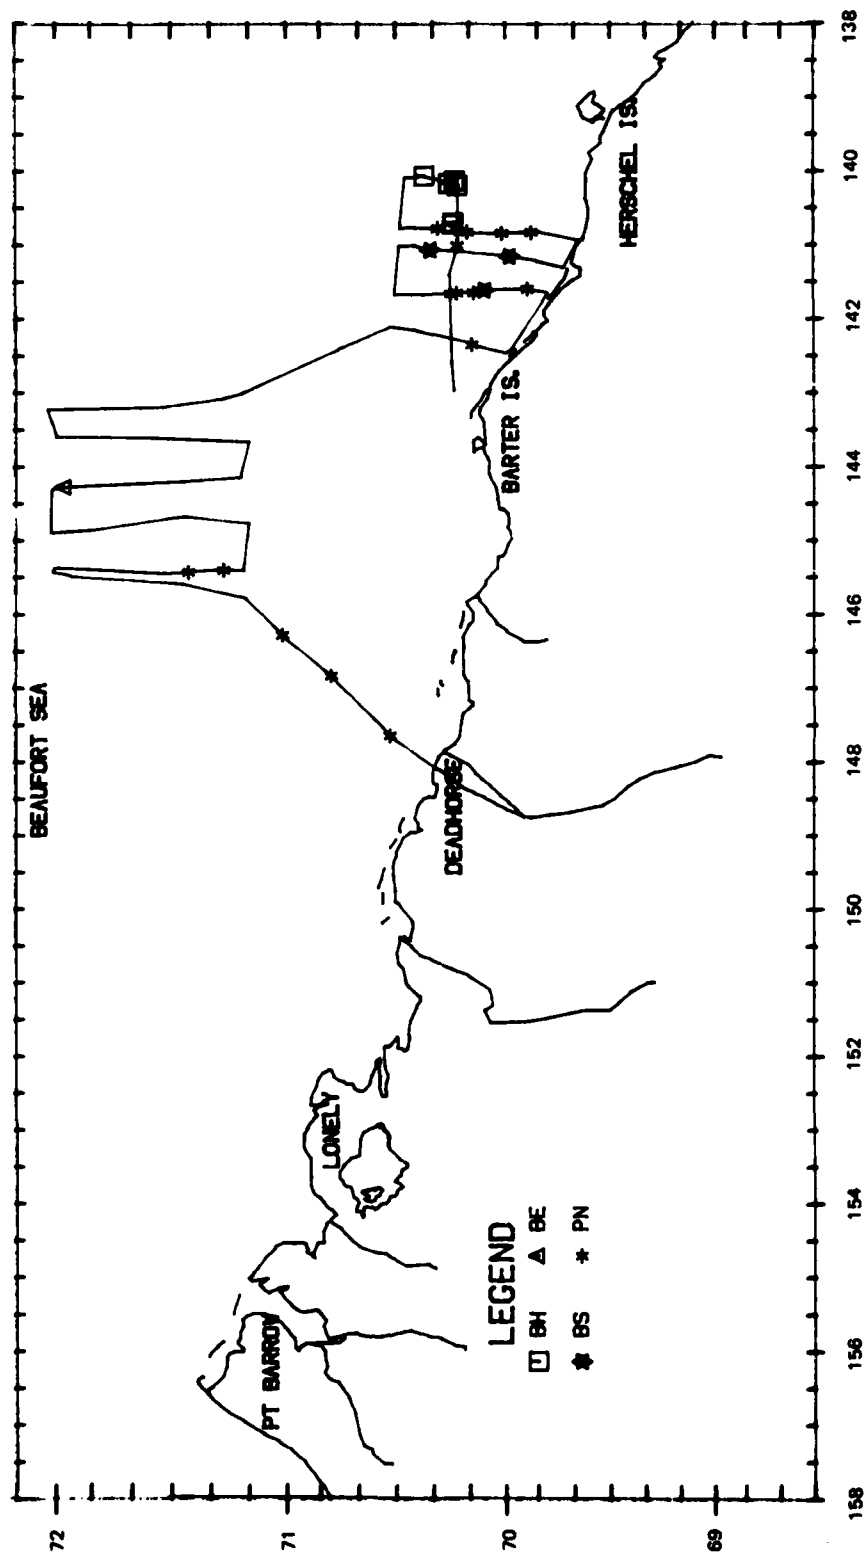 BEAUFORT SEA
72
71
70
69
PT BARROW
LONELY
DEADHORSE
BARTER IS.
HERSCHEL IS.
LEGEND
BH BE
BS PN
158 156 154 152 150 148 146 144 142 140 138